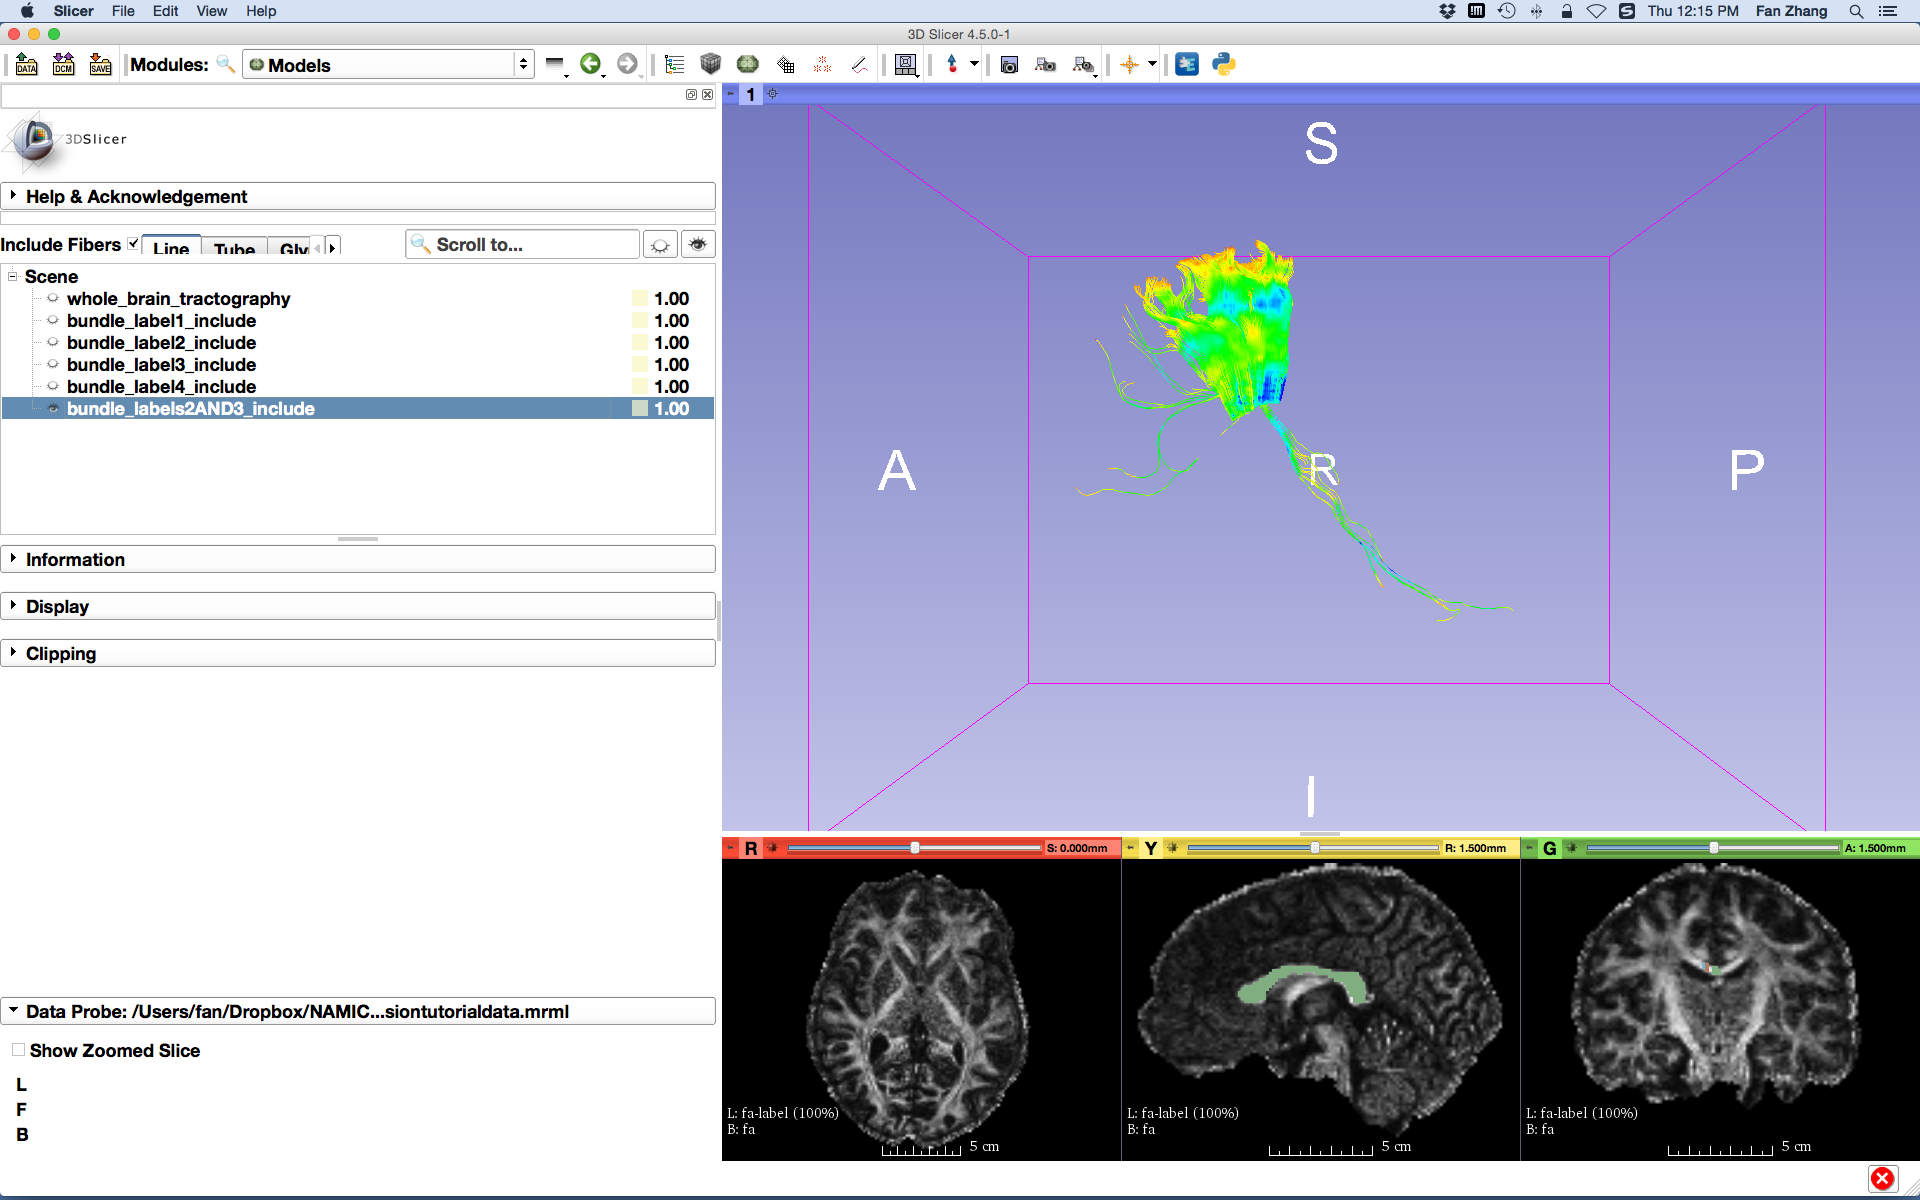 Slicer File Edit View Help Thu 12:15 PM Fan Zhang
3D Slicer 4.5.0-1
DATA DCM SAVE Modules: Models
1
3DSlicer
Help & Acknowledgement
Include Fibers Line Tube Gly Scroll to...
Scene
whole_brain_tractography 1.00
bundle_label1_include 1.00
bundle_label2_include 1.00
bundle_label3_include 1.00
bundle_label4_include 1.00
bundle_labels2AND3_include 1.00
Information
Display
Clipping
Data Probe: /Users/fan/Dropbox/NAMIC...siontutorialdata.mrml
Show Zoomed Slice
L
F
B
S
A R P
I
R S: 0.000mm
L: fa-label (100%)
B: fa
5 cm
Y R: 1.500mm
L: fa-label (100%)
B: fa
5 cm
G A: 1.500mm
L: fa-label (100%)
B: fa
5 cm